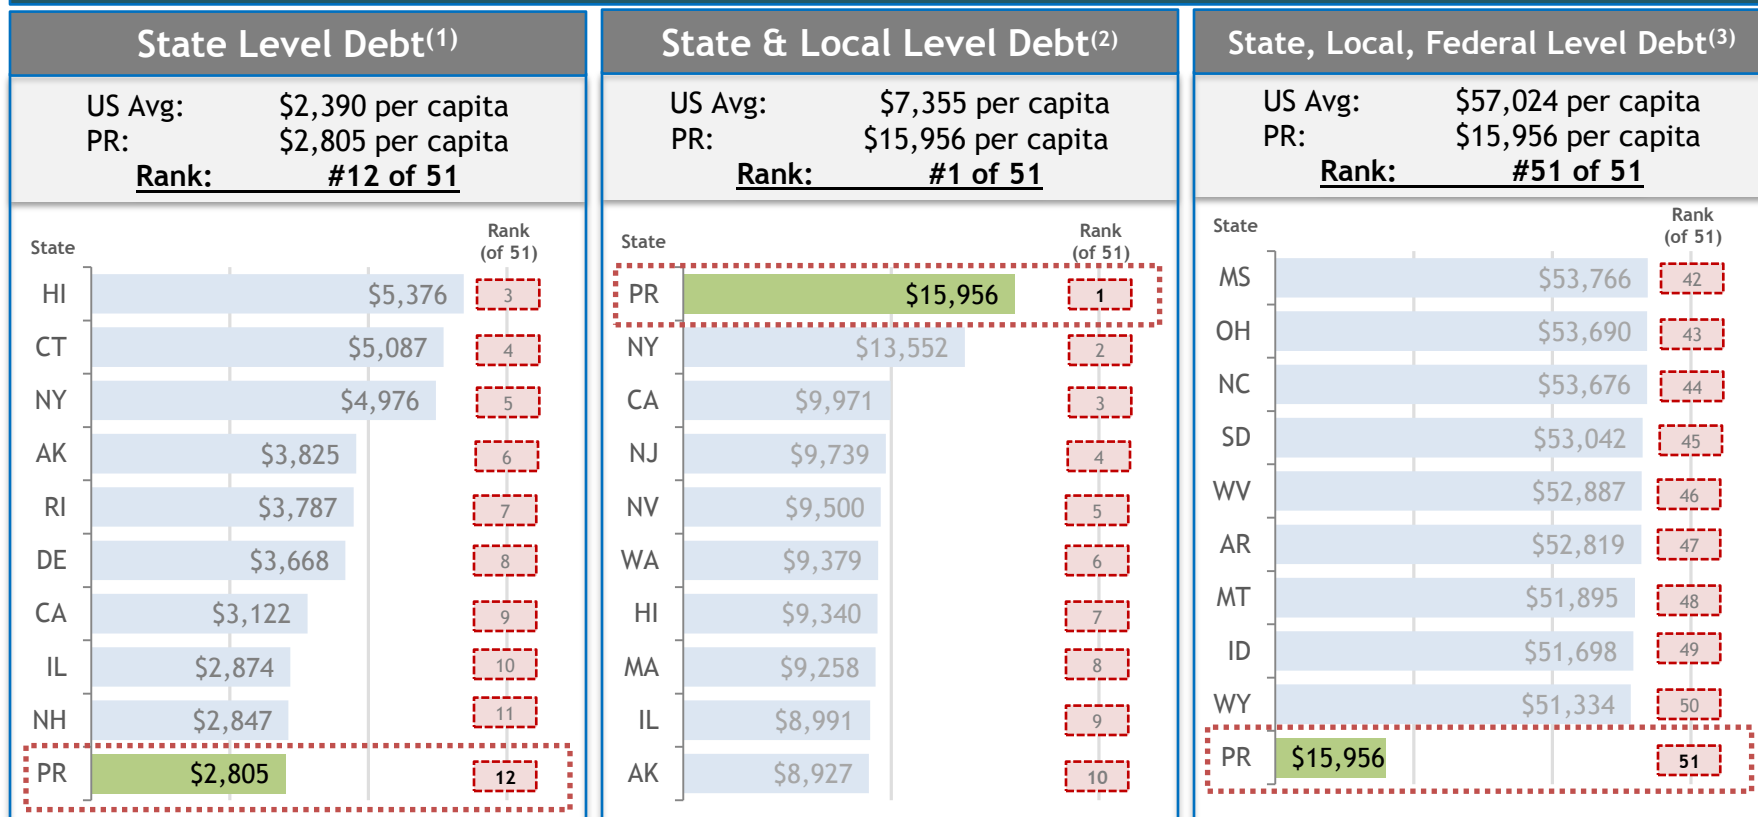 State Level Debt(1)
US Avg: $2,390 per capita
PR: $2,805 per capita
Rank: #12 of 51
State Rank (of 51)
HI $5,376 3
CT $5,087 4
NY $4,976 5
AK $3,825 6
RI $3,787 7
DE $3,668 8
CA $3,122 9
IL $2,874 10
NH $2,847 11
PR $2,805 12
State & Local Level Debt(2)
US Avg: $7,355 per capita
PR: $15,956 per capita
Rank: #1 of 51
State Rank (of 51)
PR $15,956 1
NY $13,552 2
CA $9,971 3
NJ $9,739 4
NV $9,500 5
WA $9,379 6
HI $9,340 7
MA $9,258 8
IL $8,991 9
AK $8,927 10
State, Local, Federal Level Debt(3)
US Avg: $57,024 per capita
PR: $15,956 per capita
Rank: #51 of 51
State Rank (of 51)
MS $53,766 42
OH $53,690 43
NC $53,676 44
SD $53,042 45
WV $52,887 46
AR $52,819 47
MT $51,895 48
ID $51,698 49
WY $51,334 50
PR $15,956 51